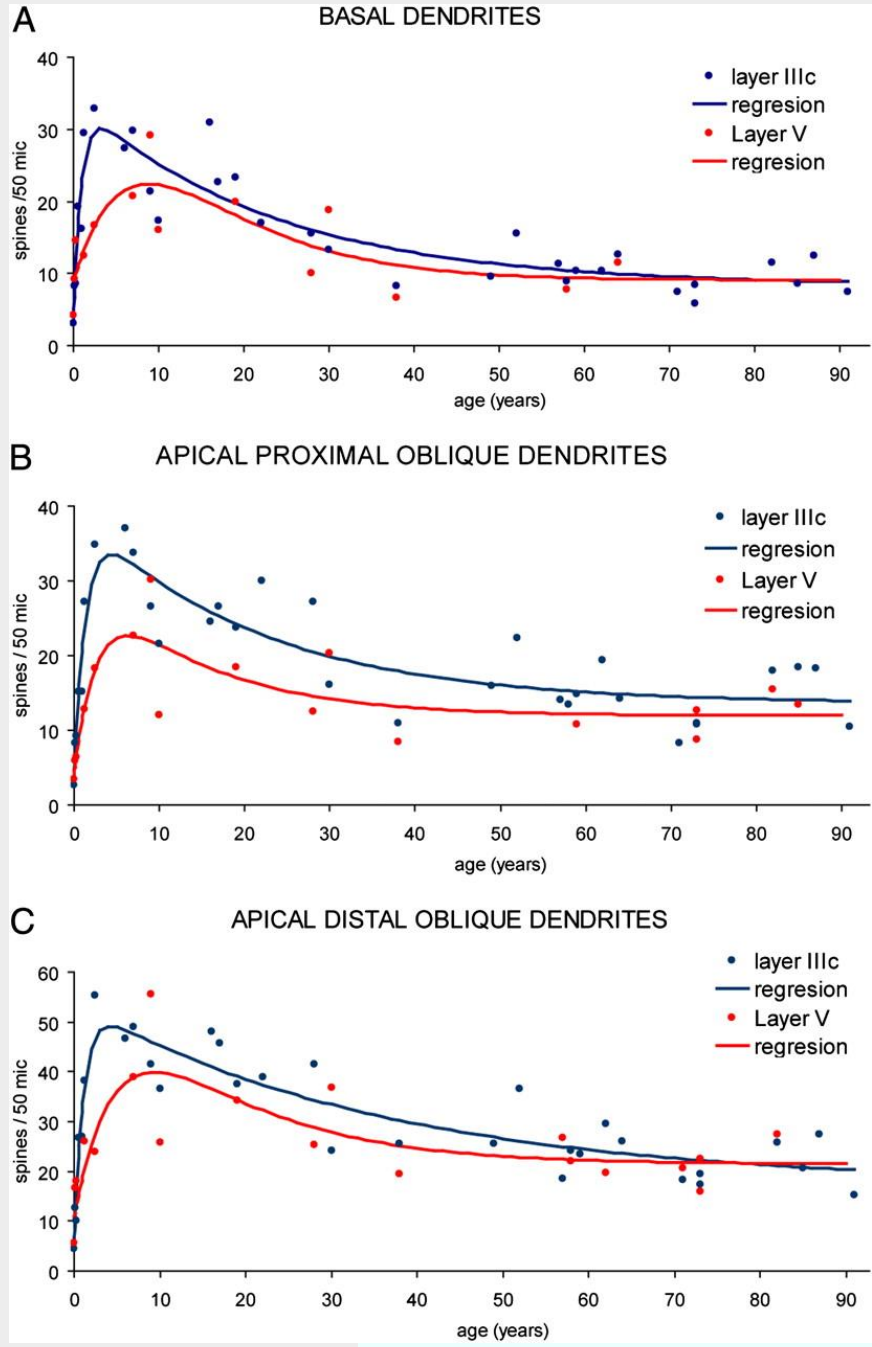 A
BASAL DENDRITES
40
30
20
10
0
spines /50 mic
layer IIIc
regresion
Layer V
regresion
0 10 20 30 40 50 60 70 80 90
age (years)
B
APICAL PROXIMAL OBLIQUE DENDRITES
40
30
20
10
0
spines / 50 mic
layer IIIc
regresion
Layer V
regresion
0 10 20 30 40 50 60 70 80 90
age (years)
C
APICAL DISTAL OBLIQUE DENDRITES
60
50
40
30
20
10
0
spines / 50 mic
layer IIIc
regresion
Layer V
regresion
0 10 20 30 40 50 60 70 80 90
age (years)